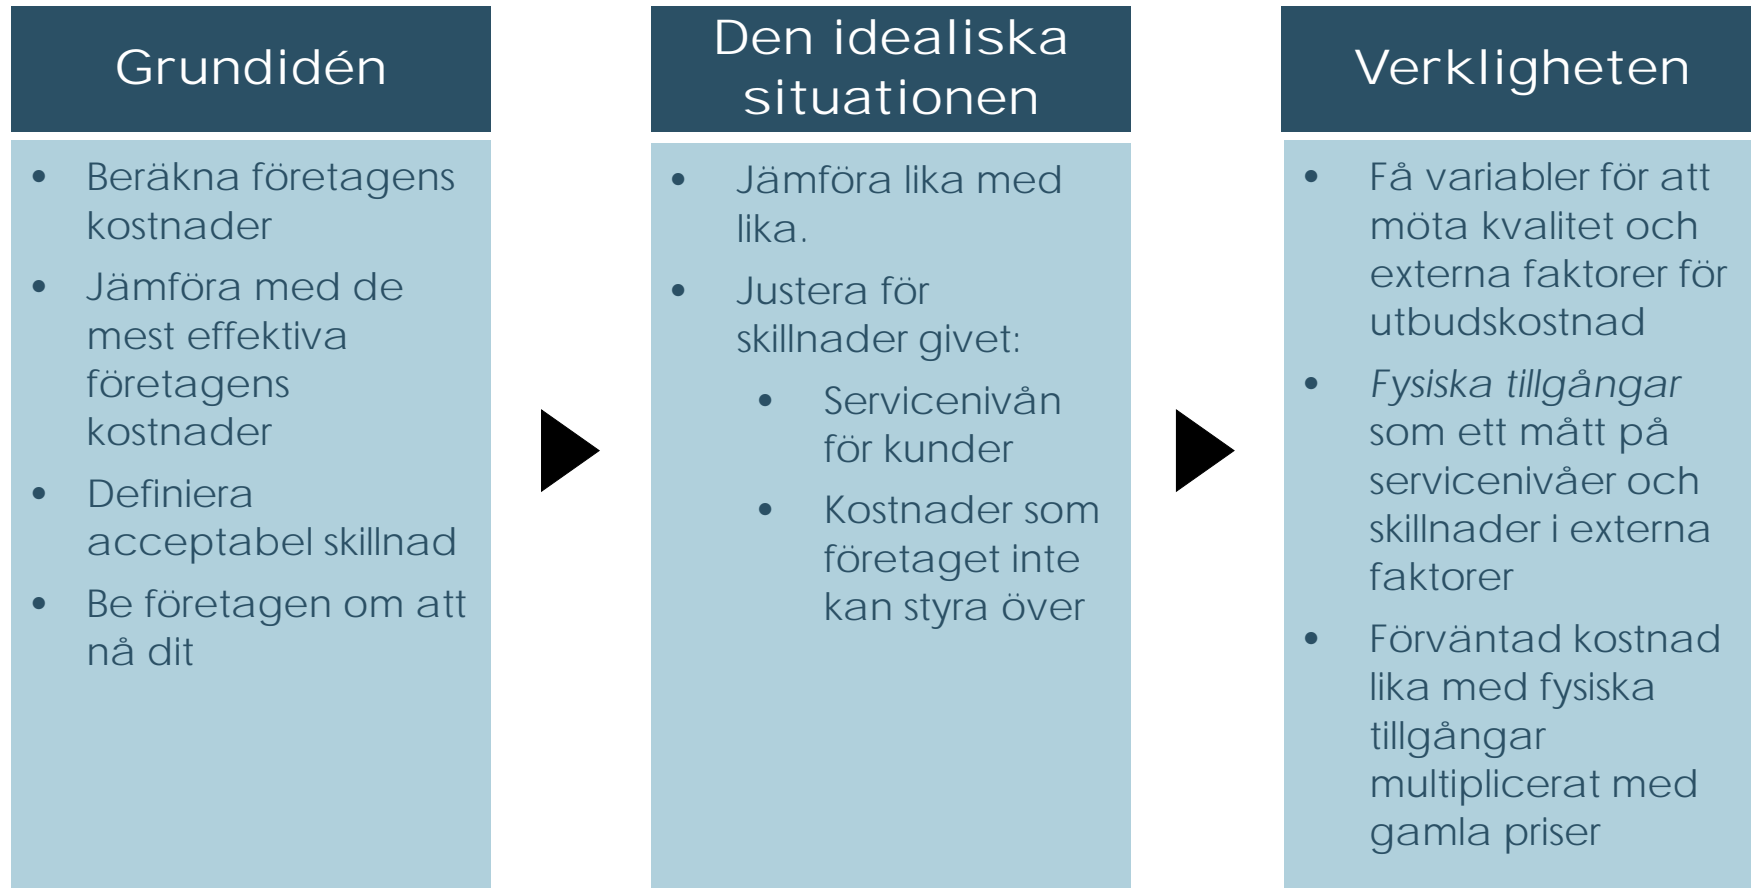 Grundidén
• Beräkna företagens
kostnader
• Jämföra med de
mest effektiva
företagens
kostnader
• Definiera
acceptabel skillnad
• Be företagen om att
nå dit
Den idealiska
situationen
• Jämföra lika med
lika.
• Justera för
skillnader givet:
• Servicenivån
för kunder
• Kostnader som
företaget inte
kan styra över
Verkligheten
• Få variabler för att
möta kvalitet och
externa faktorer för
utbudskostnad
• Fysiska tillgångar
som ett mått på
servicenivåer och
skillnader i externa
faktorer
• Förväntad kostnad
lika med fysiska
tillgångar
multiplicerat med
gamla priser